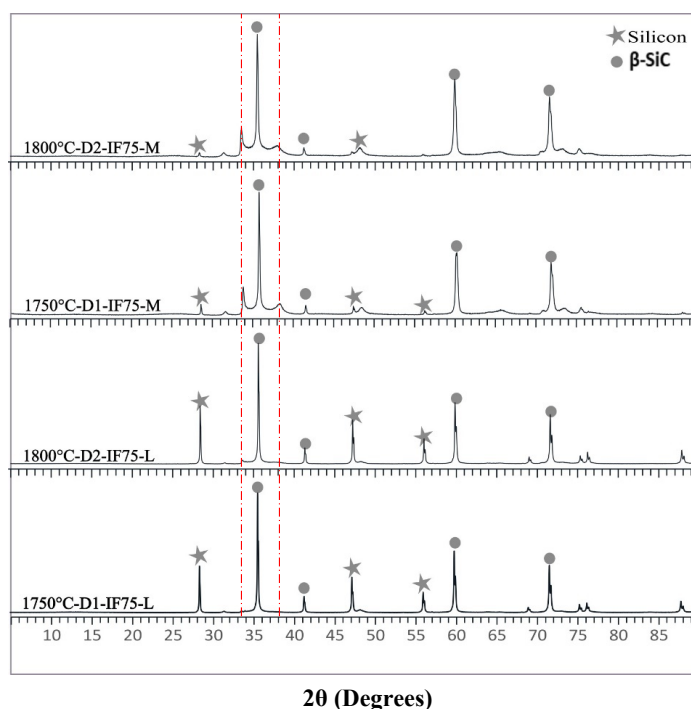 Silicon
β-SiC
1800°C-D2-IF75-M
1750°C-D1-IF75-M
1800°C-D2-IF75-L
1750°C-D1-IF75-L
10 15 20 25 30 35 40 45 50 55 60 65 70 75 80 85
2θ (Degrees)